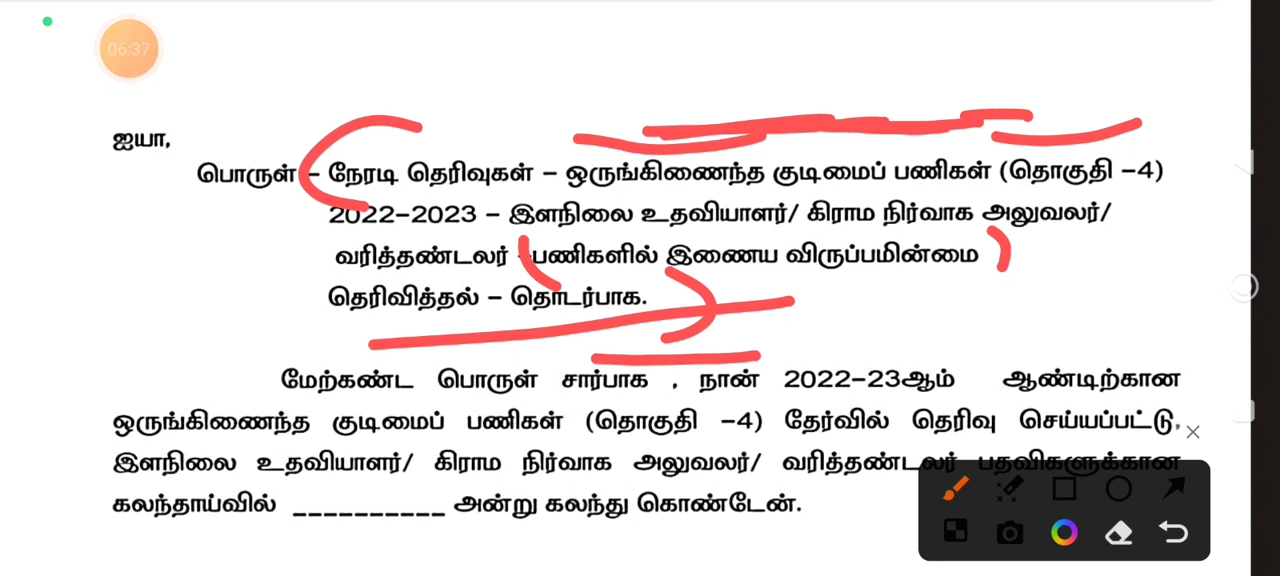 06:37
ஐயா,
பொருள் – நேரடி தெரிவுகள் – ஒருங்கிணைந்த குடிமைப் பணிகள் (தொகுதி –4)
2022–2023 – இளநிலை உதவியாளர்/ கிராம நிர்வாக அலுவலர்/
வரித்தண்டலர் – பணிகளில் இணைய விருப்பமின்மை
தெரிவித்தல் – தொடர்பாக.
மேற்கண்ட பொருள் சார்பாக , நான் 2022–23ஆம் ஆண்டிற்கான
ஒருங்கிணைந்த குடிமைப் பணிகள் (தொகுதி –4) தேர்வில் தெரிவு செய்யப்பட்டு,
இளநிலை உதவியாளர்/ கிராம நிர்வாக அலுவலர்/ வரித்தண்டலர் பதவிகளுக்கான
கலந்தாய்வில் __________ அன்று கலந்து கொண்டேன்.